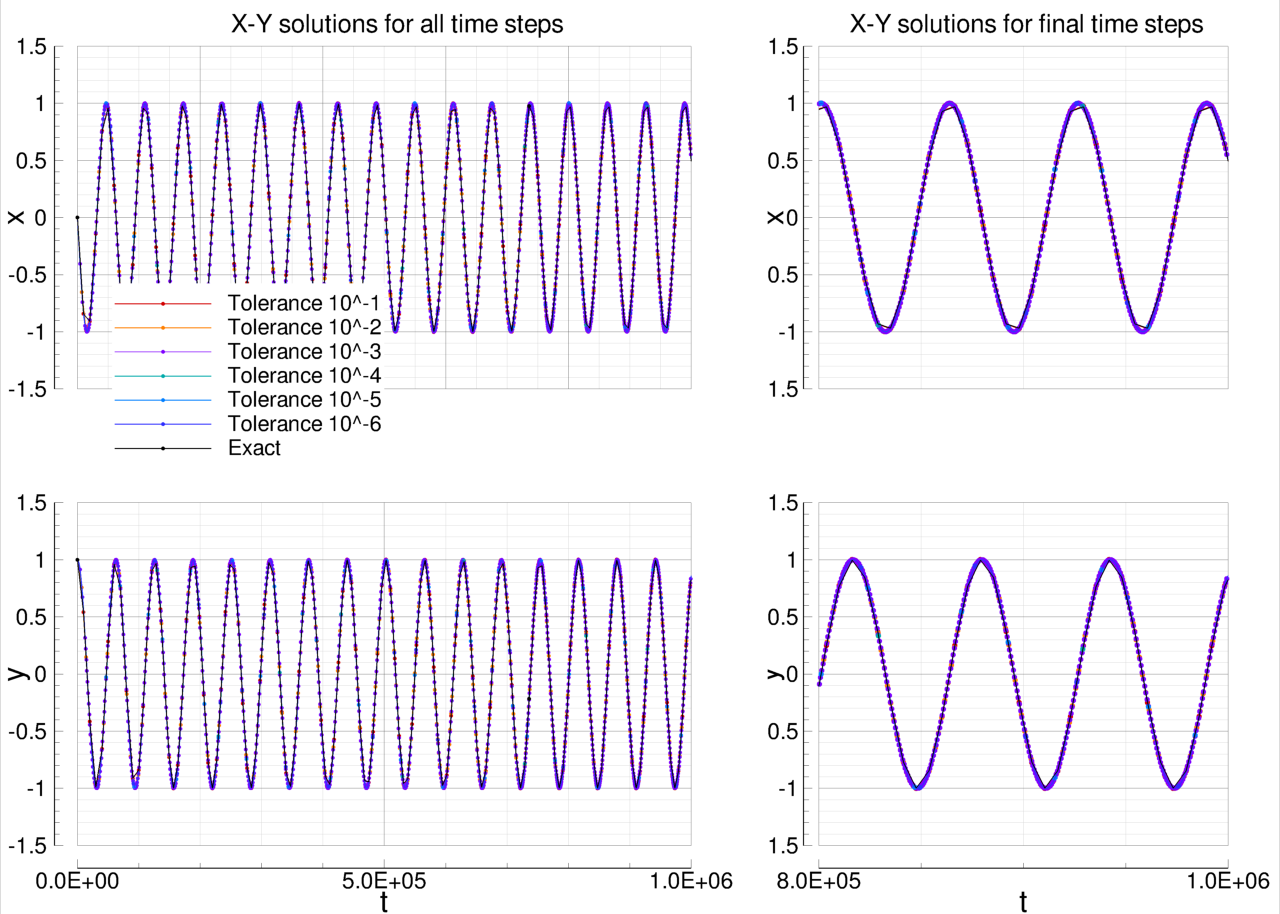 X-Y solutions for all time steps
X-Y solutions for final time steps
1.5
1
0.5
0
-0.5
-1
-1.5
x
Tolerance 10^-1
Tolerance 10^-2
Tolerance 10^-3
Tolerance 10^-4
Tolerance 10^-5
Tolerance 10^-6
Exact
1.5
1
0.5
0
-0.5
-1
-1.5
x
1.5
1
0.5
0
-0.5
-1
-1.5
y
0.0E+00
5.0E+05
1.0E+06
t
1.5
1
0.5
0
-0.5
-1
-1.5
y
8.0E+05
1.0E+06
t